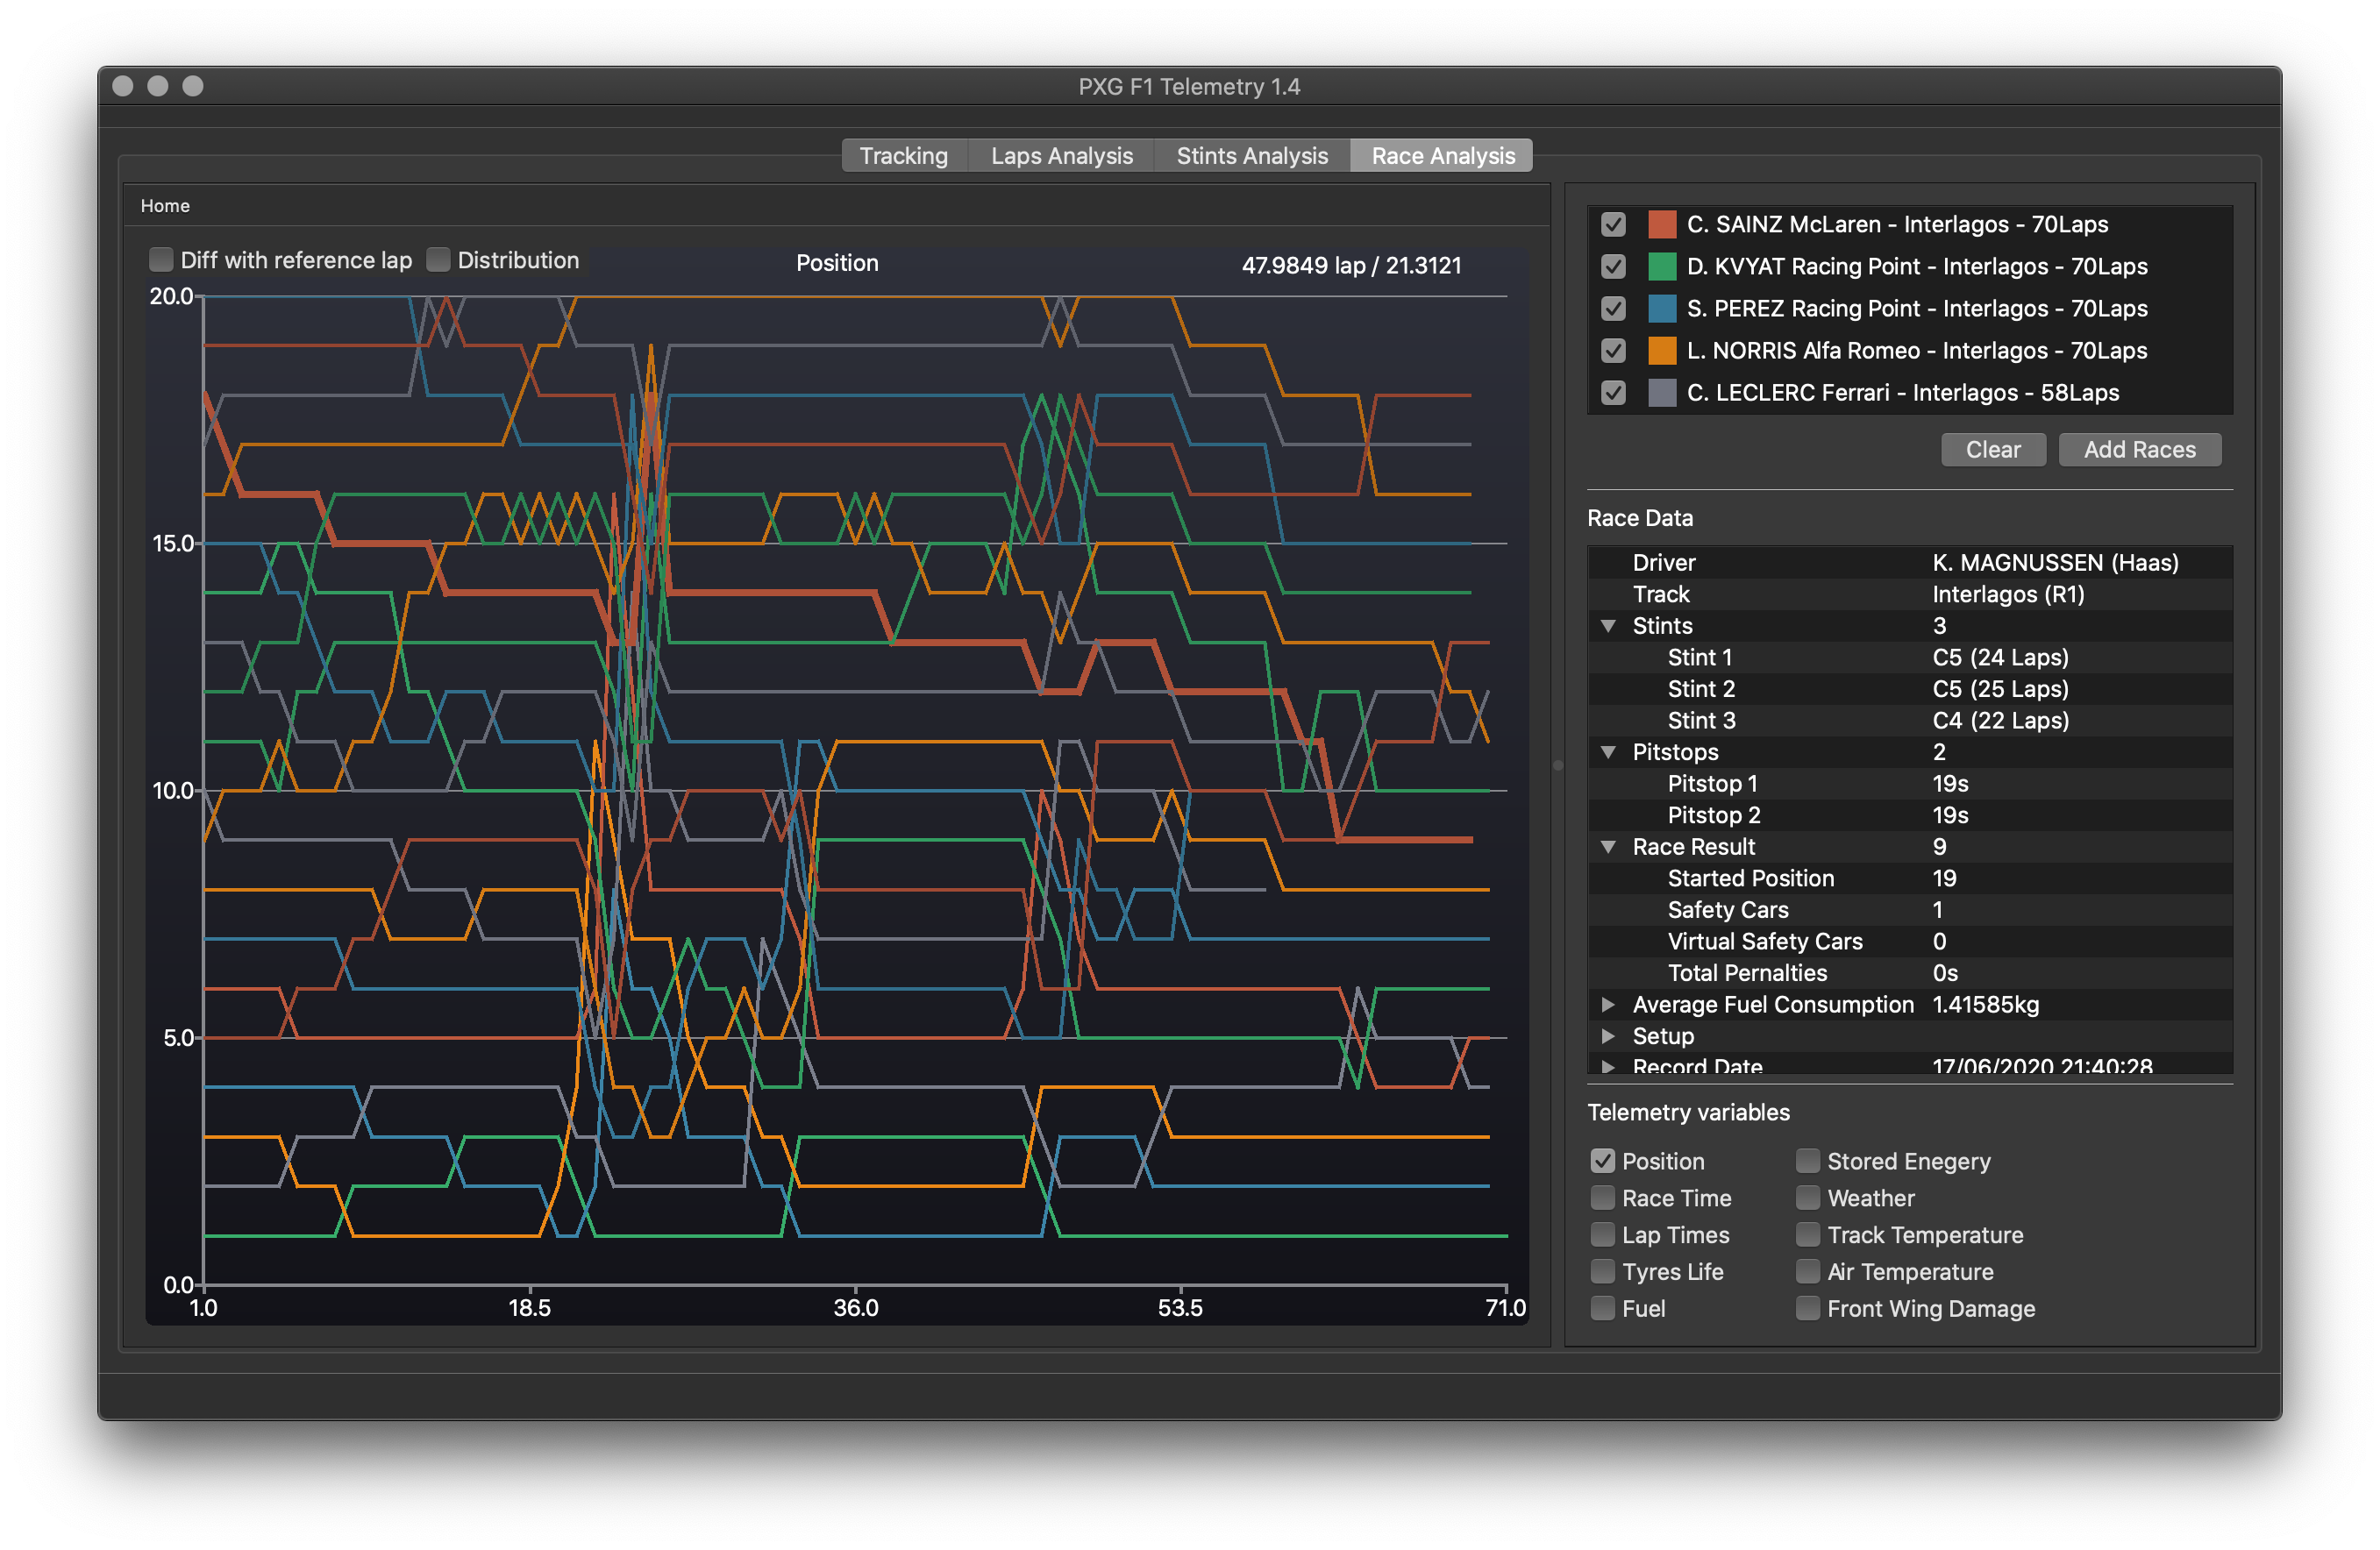 PXG F1 Telemetry 1.4
Tracking Laps Analysis Stints Analysis Race Analysis
Home
Diff with reference lap Distribution Position 47.9849 lap / 21.3121
20.0
15.0
10.0
5.0
0.0
1.0 18.5 36.0 53.5 71.0
C. SAINZ McLaren - Interlagos - 70Laps
D. KVYAT Racing Point - Interlagos - 70Laps
S. PEREZ Racing Point - Interlagos - 70Laps
L. NORRIS Alfa Romeo - Interlagos - 70Laps
C. LECLERC Ferrari - Interlagos - 58Laps
Clear Add Races
Race Data
Driver K. MAGNUSSEN (Haas)
Track Interlagos (R1)
Stints 3
Stint 1 C5 (24 Laps)
Stint 2 C5 (25 Laps)
Stint 3 C4 (22 Laps)
Pitstops 2
Pitstop 1 19s
Pitstop 2 19s
Race Result 9
Started Position 19
Safety Cars 1
Virtual Safety Cars 0
Total Pernalties 0s
Average Fuel Consumption 1.41585kg
Setup
Record Date 17/06/2020 21:40:28
Telemetry variables
Position Stored Enegery
Race Time Weather
Lap Times Track Temperature
Tyres Life Air Temperature
Fuel Front Wing Damage